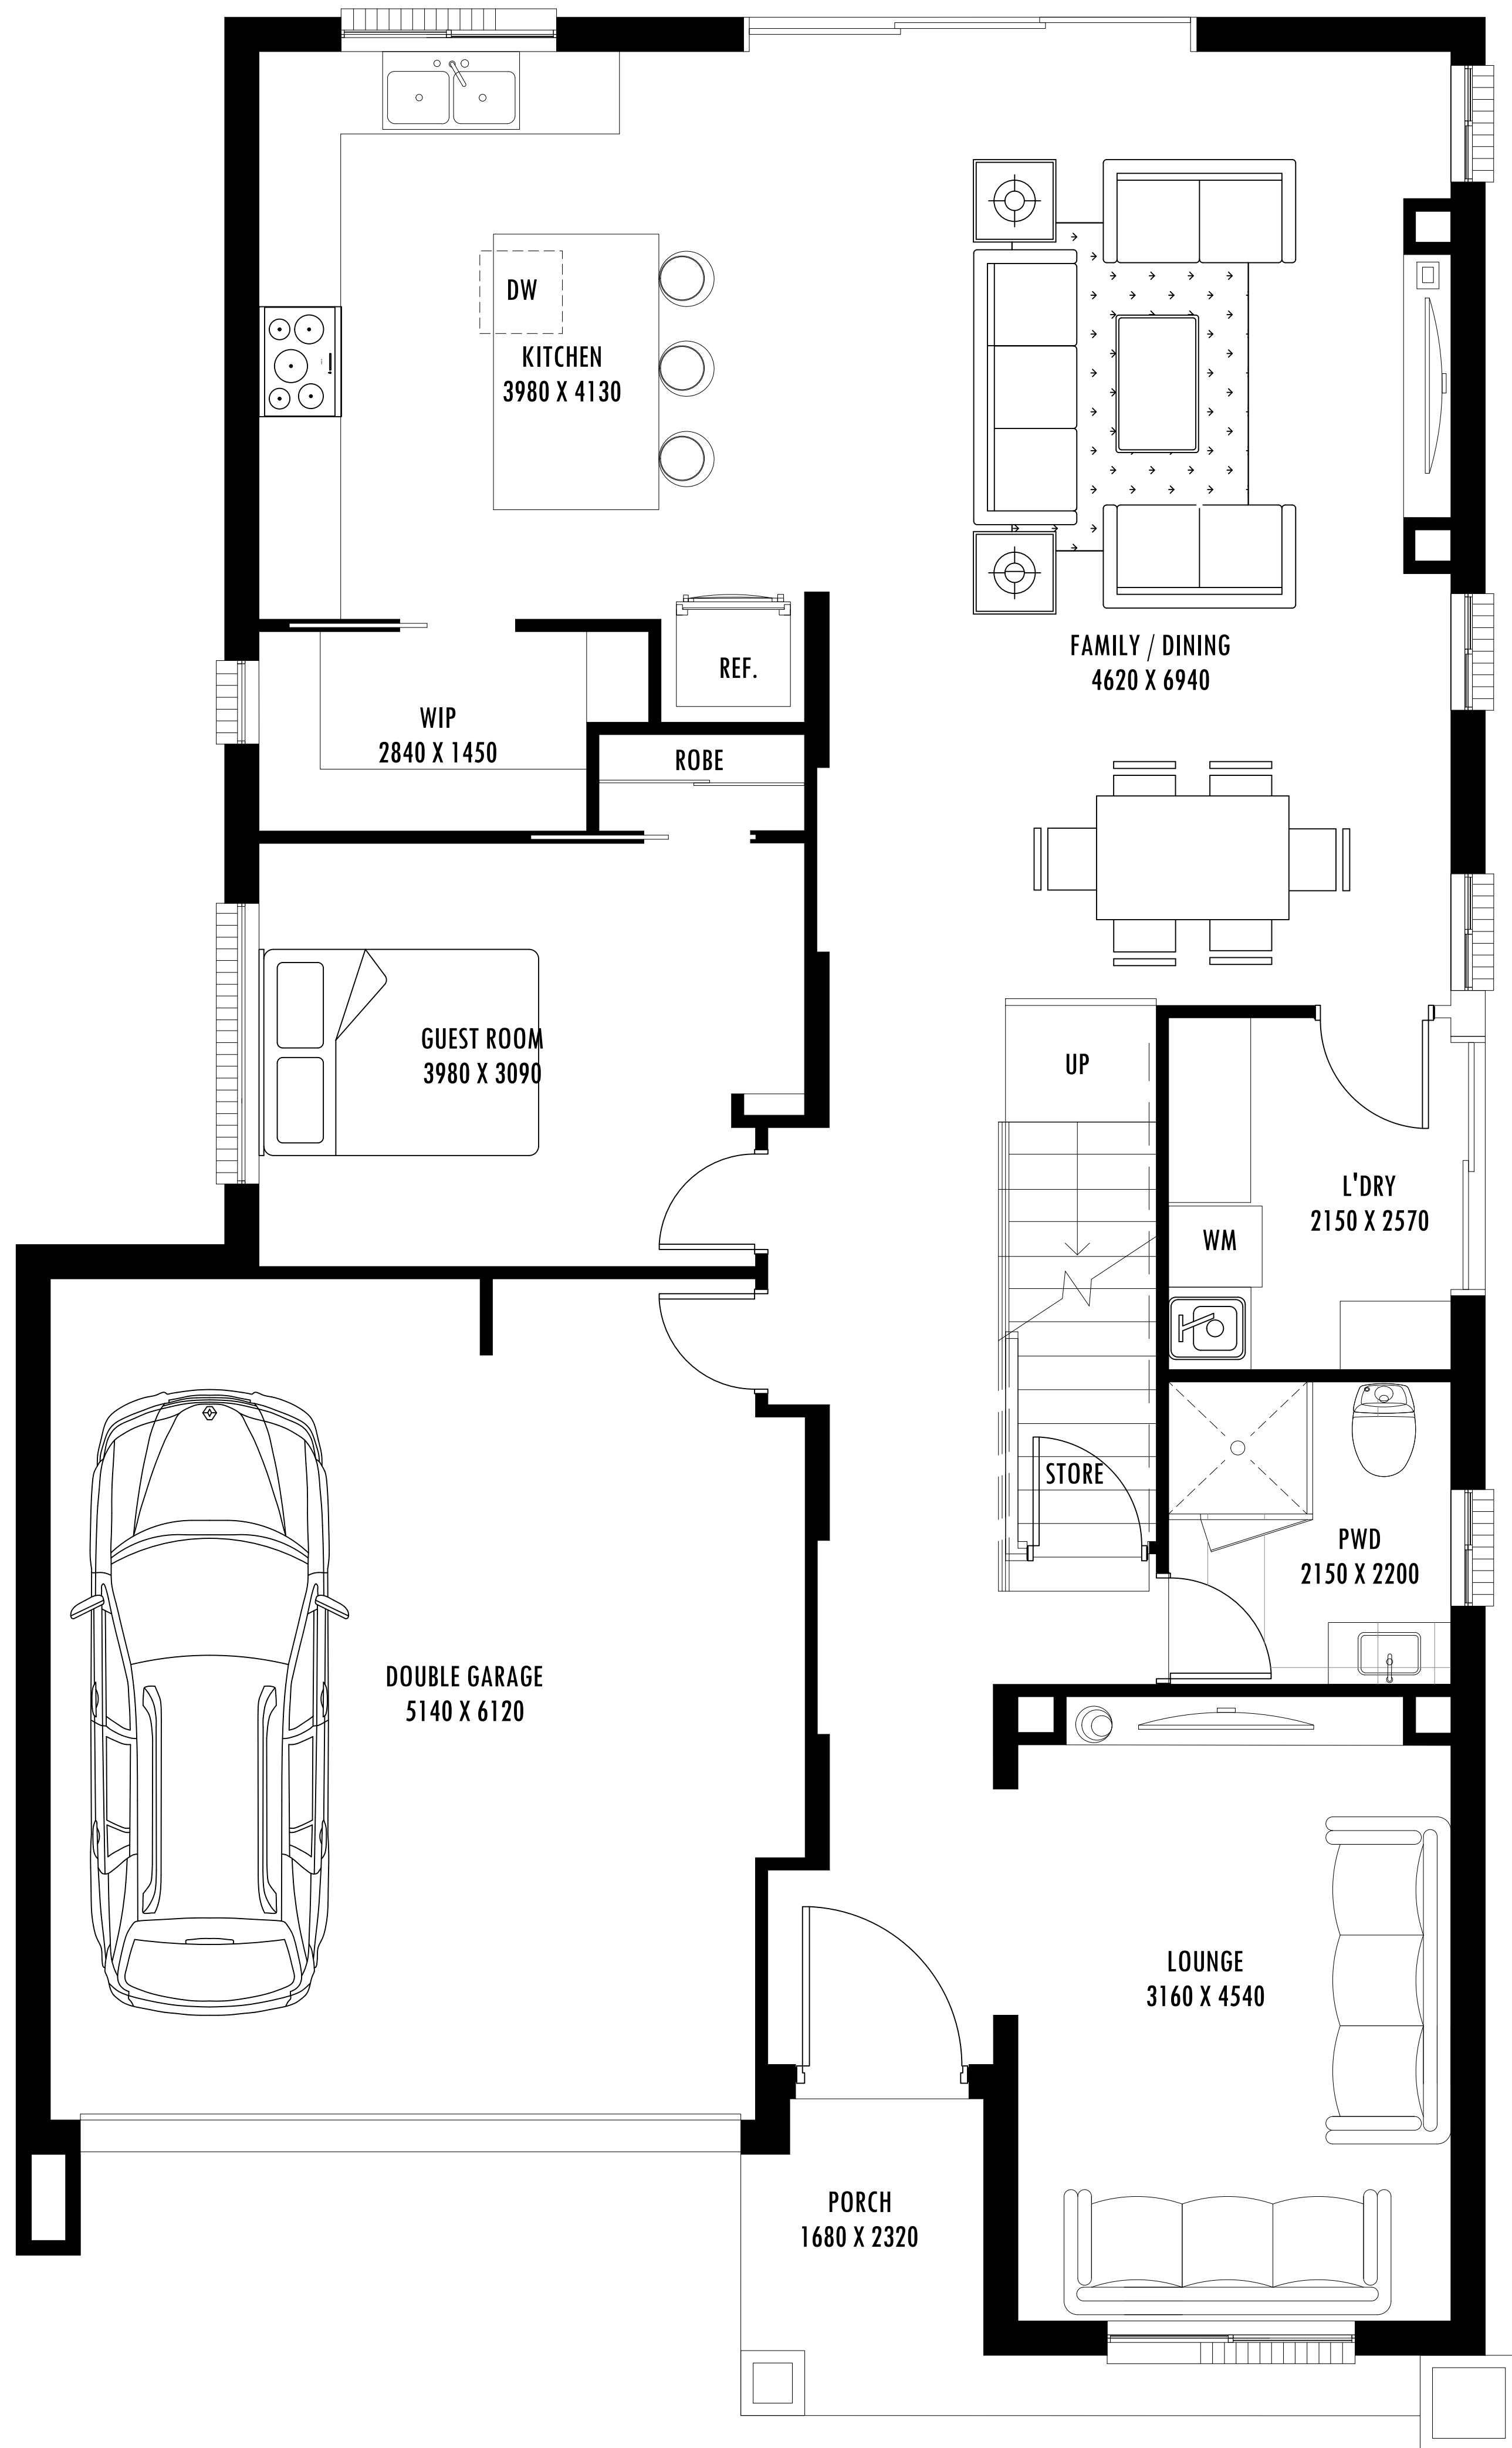 DW
KITCHEN
3980 X 4130
REF.
FAMILY / DINING
4620 X 6940
WIP
2840 X 1450
ROBE
GUEST ROOM
3980 X 3090
UP
L'DRY
2150 X 2570
WM
STORE
PWD
2150 X 2200
DOUBLE GARAGE
5140 X 6120
LOUNGE
3160 X 4540
PORCH
1680 X 2320